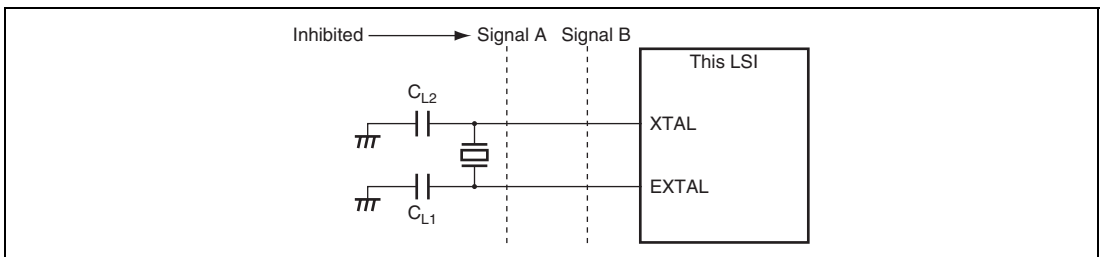 Inhibited Signal A Signal B
This LSI
CL2
XTAL
EXTAL
CL1